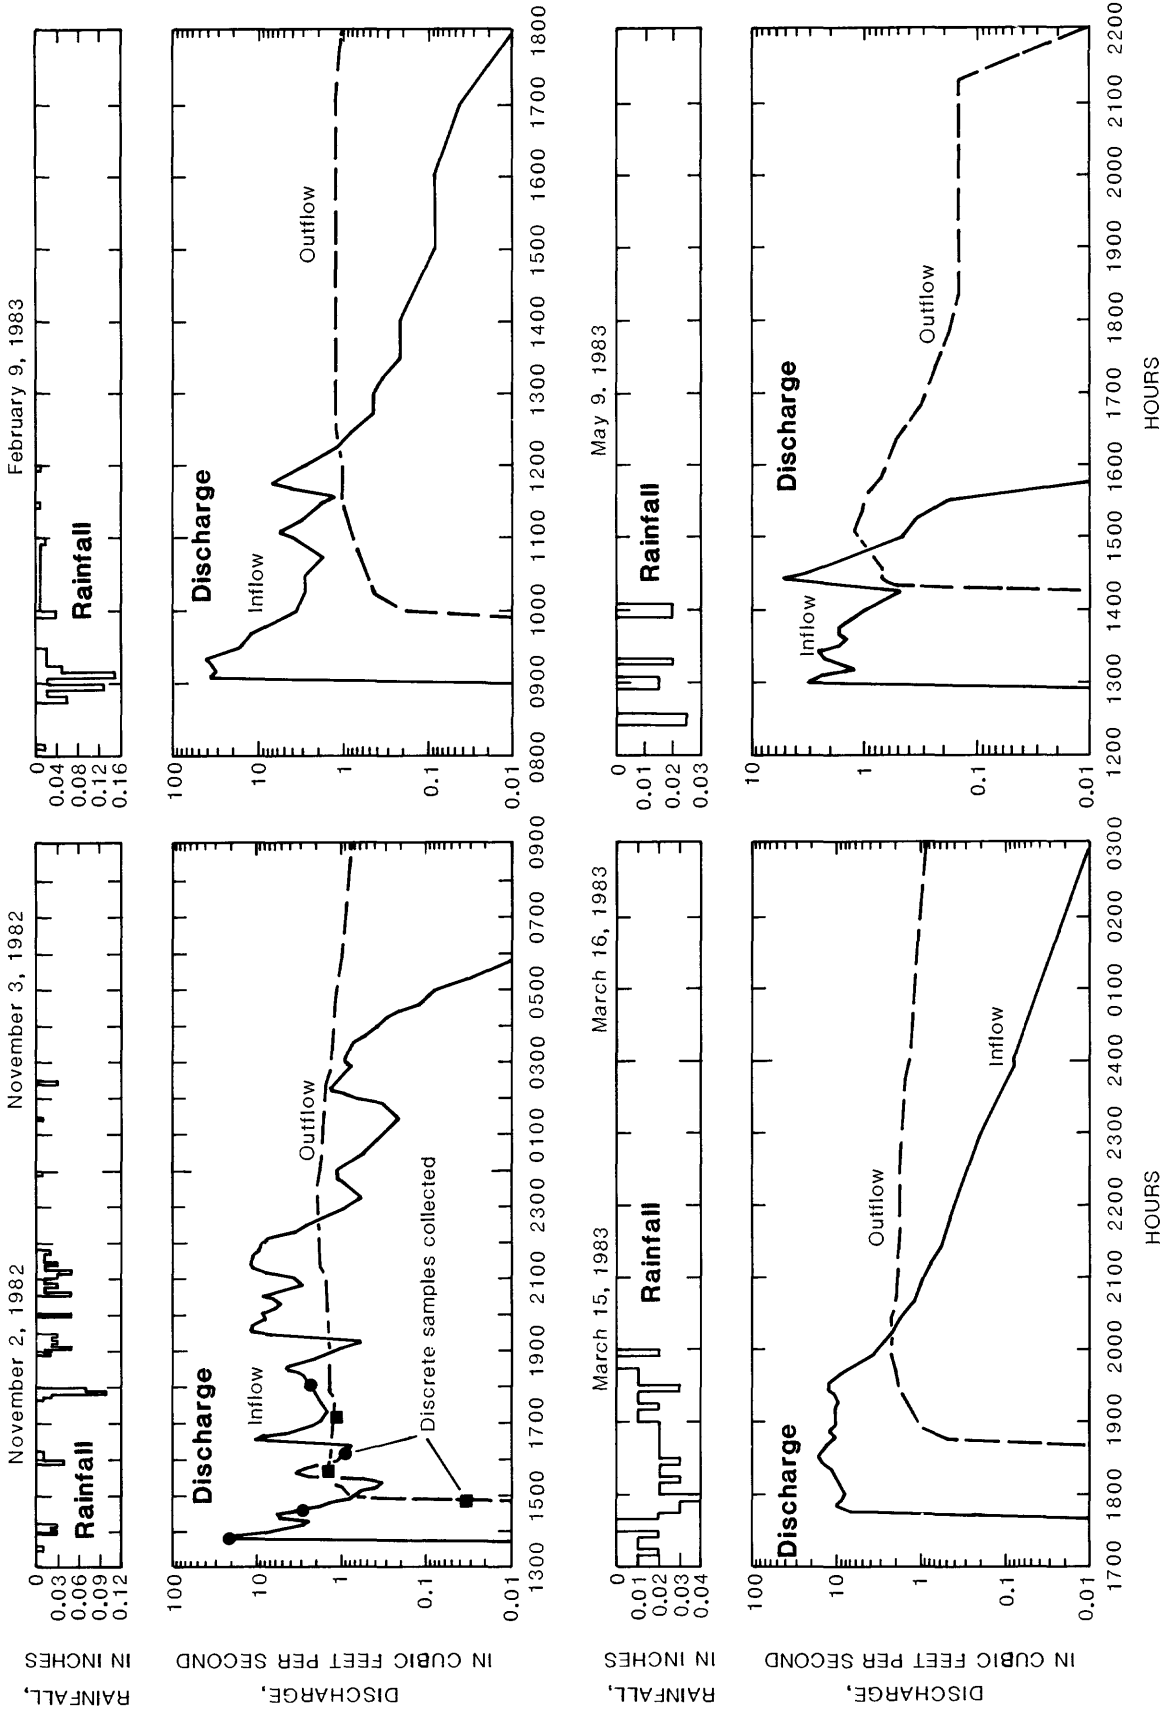 November 2, 1982 November 3, 1982
RAINFALL,
IN INCHES
0
0.03
0.06
0.09
0.12
Rainfall
DISCHARGE,
IN CUBIC FEET PER SECOND
100
10
1
0.1
0.01
Discharge
Inflow
Outflow
Discrete samples collected
1300 1500 1700 1900 2100 2300 0100 0300 0500 0700 0900
February 9, 1983
0
0.04
0.08
0.12
0.16
Rainfall
100
10
1
0.1
0.01
Discharge
Inflow
Outflow
0800 0900 1000 1100 1200 1300 1400 1500 1600 1700 1800
March 15, 1983 March 16, 1983
RAINFALL,
IN INCHES
0
0.01
0.02
0.03
0.04
Rainfall
DISCHARGE,
IN CUBIC FEET PER SECOND
100
10
1
0.1
0.01
Discharge
Outflow
Inflow
1700 1800 1900 2000 2100 2200 2300 2400 0100 0200 0300
HOURS
May 9. 1983
0
0.01
0.02
0.03
Rainfall
10
1
0.1
0.01
Discharge
Inflow
Outflow
1200 1300 1400 1500 1600 1700 1800 1900 2000 2100 2200
HOURS